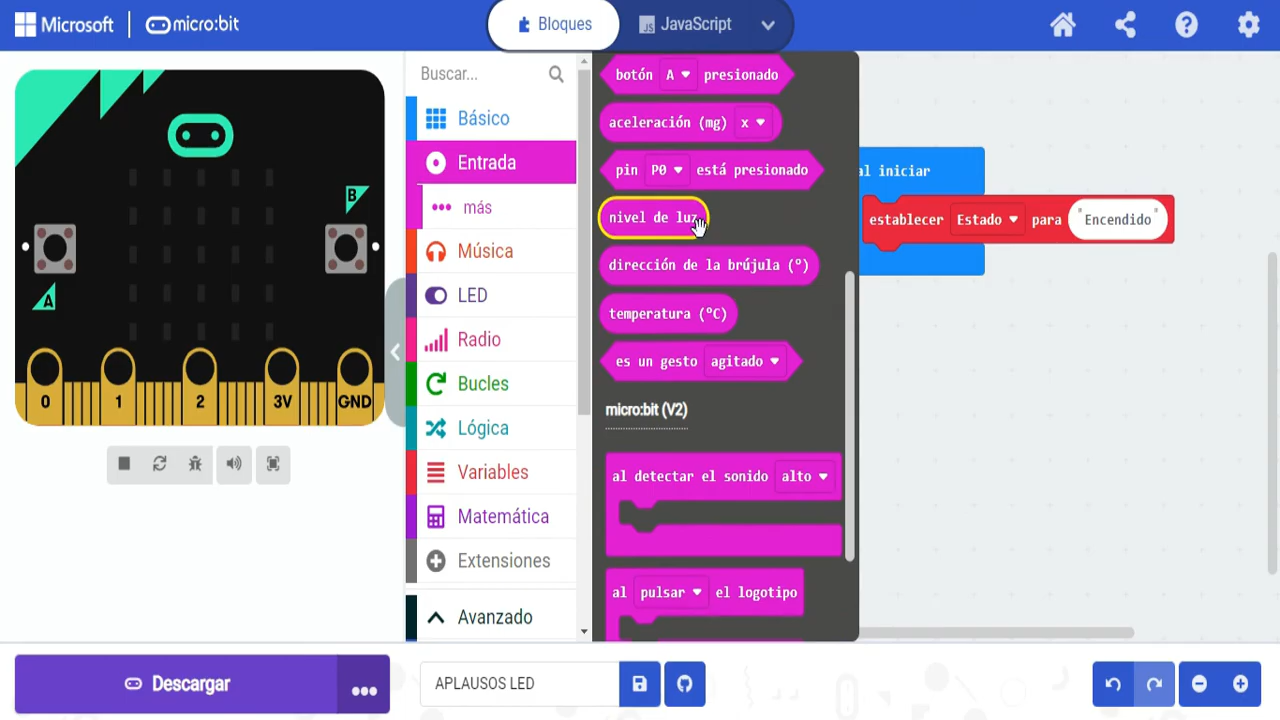 Microsoft | micro:bit
Bloques
JavaScript
B
A
0 1 2 3V GND
Descargar
Buscar...
Básico
Entrada
más
Música
LED
Radio
Bucles
Lógica
Variables
Matemática
Extensiones
Avanzado
botón A presionado
aceleración (mg) x
pin P0 está presionado
nivel de luz
dirección de la brújula (º)
temperatura (ºC)
es un gesto agitado
micro:bit (V2)
al detectar el sonido alto
al pulsar el logotipo
al iniciar
establecer Estado para "Encendido"
APLAUSOS LED